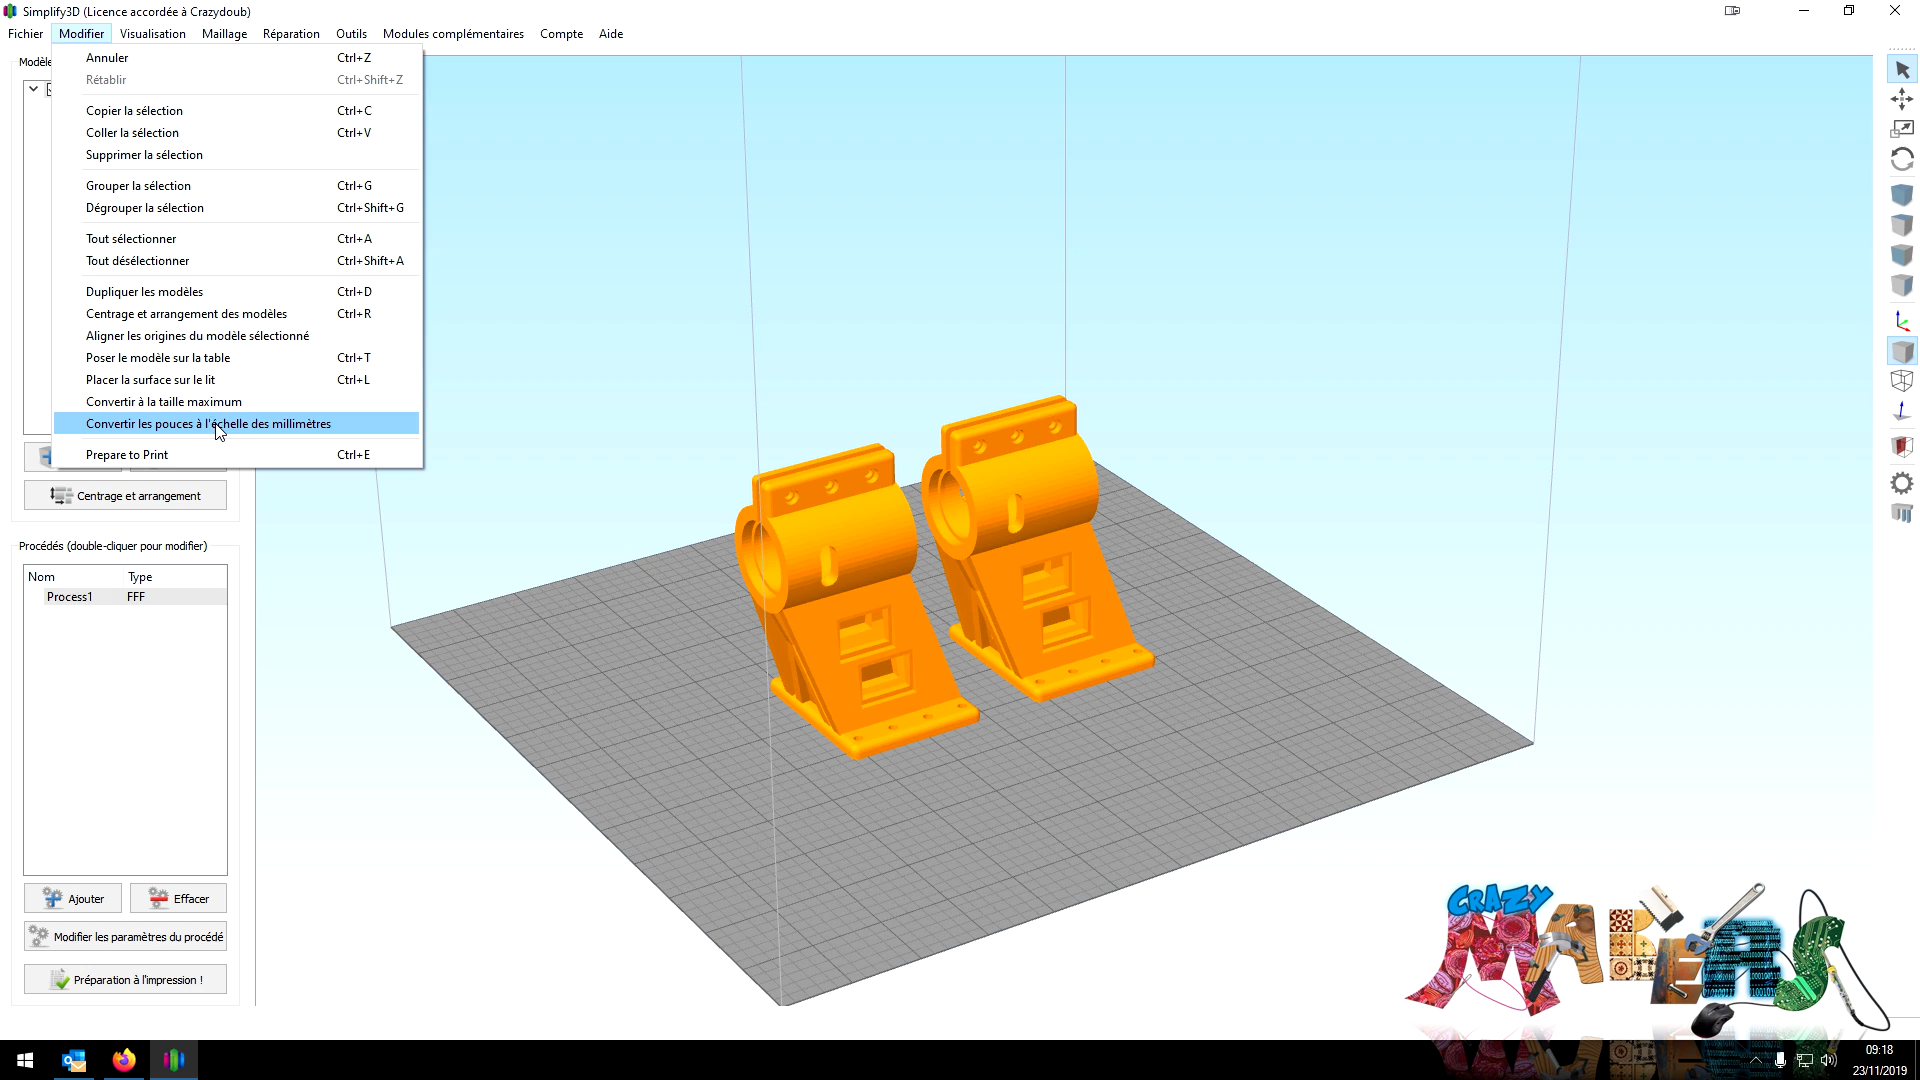 Simplify3D (Licence accordée à Crazydoub)
Fichier Modifier Visualisation Maillage Réparation Outils Modules complémentaires Compte Aide
Modèle
Annuler Ctrl+Z
Rétablir Ctrl+Shift+Z
Copier la sélection Ctrl+C
Coller la sélection Ctrl+V
Supprimer la sélection
Grouper la sélection Ctrl+G
Dégrouper la sélection Ctrl+Shift+G
Tout sélectionner Ctrl+A
Tout désélectionner Ctrl+Shift+A
Dupliquer les modèles Ctrl+D
Centrage et arrangement des modèles Ctrl+R
Aligner les origines du modèle sélectionné
Poser le modèle sur la table Ctrl+T
Placer la surface sur le lit Ctrl+L
Convertir à la taille maximum
Convertir les pouces à l'échelle des millimètres
Prepare to Print Ctrl+E
Centrage et arrangement
Procédés (double-cliquer pour modifier)
Nom Type
Process1 FFF
Ajouter Effacer
Modifier les paramètres du procédé
Préparation à l'impression !
CRAZY
MAKERS
09:18
23/11/2019